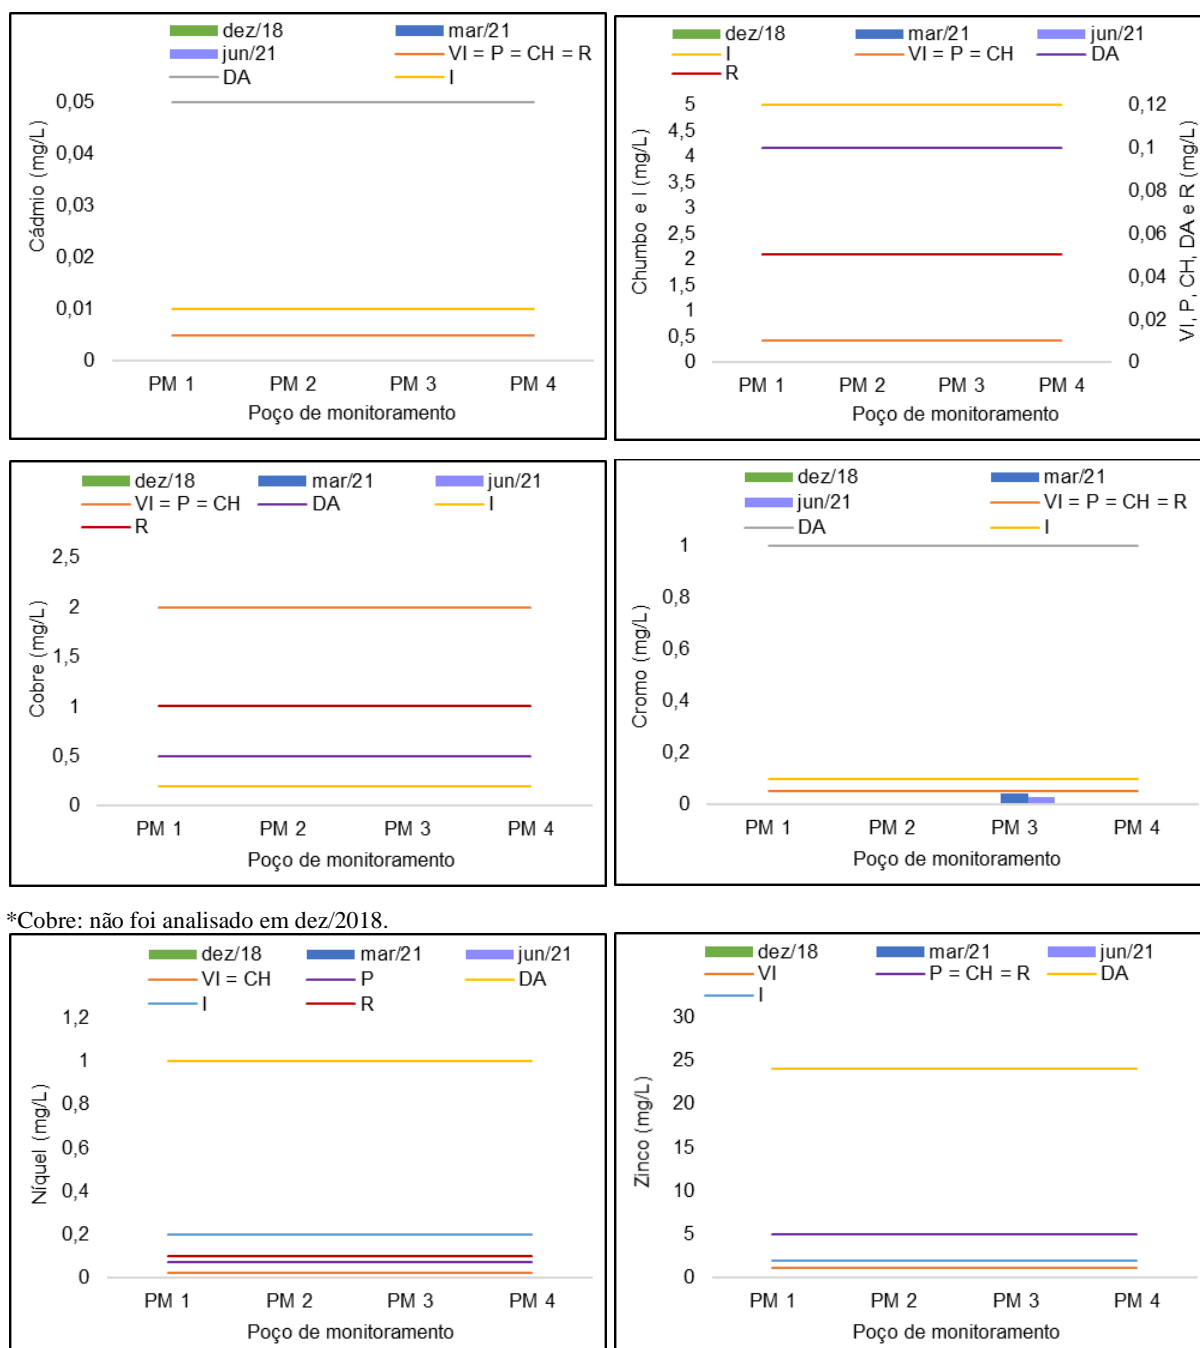 dez/18 mar/21
jun/21 VI = P = CH = R
DA I
Cádmio (mg/L)
0,05
0,04
0,03
0,02
0,01
0
PM 1 PM 2 PM 3 PM 4
Poço de monitoramento
dez/18 mar/21 jun/21
I VI = P = CH DA
R
Chumbo e I (mg/L)
5
4,5
4
3,5
3
2,5
2
1,5
1
0,5
0
0,12
0,1
0,08
0,06
0,04
0,02
0
VI, P, CH, DA e R (mg/L)
PM 1 PM 2 PM 3 PM 4
Poço de monitoramento
dez/18 mar/21 jun/21
VI = P = CH DA I
R
Cobre (mg/L)
2,5
2
1,5
1
0,5
0
PM 1 PM 2 PM 3 PM 4
Poço de monitoramento
dez/18 mar/21
jun/21 VI = P = CH = R
DA I
Cromo (mg/L)
1
0,8
0,6
0,4
0,2
0
PM 1 PM 2 PM 3 PM 4
Poço de monitoramento
*Cobre: não foi analisado em dez/2018.
dez/18 mar/21 jun/21
VI = CH P DA
I R
Níquel (mg/L)
1,2
1
0,8
0,6
0,4
0,2
0
PM 1 PM 2 PM 3 PM 4
Poço de monitoramento
dez/18 mar/21 jun/21
VI P = CH = R DA
I
Zinco (mg/L)
30
25
20
15
10
5
0
PM 1 PM 2 PM 3 PM 4
Poço de monitoramento